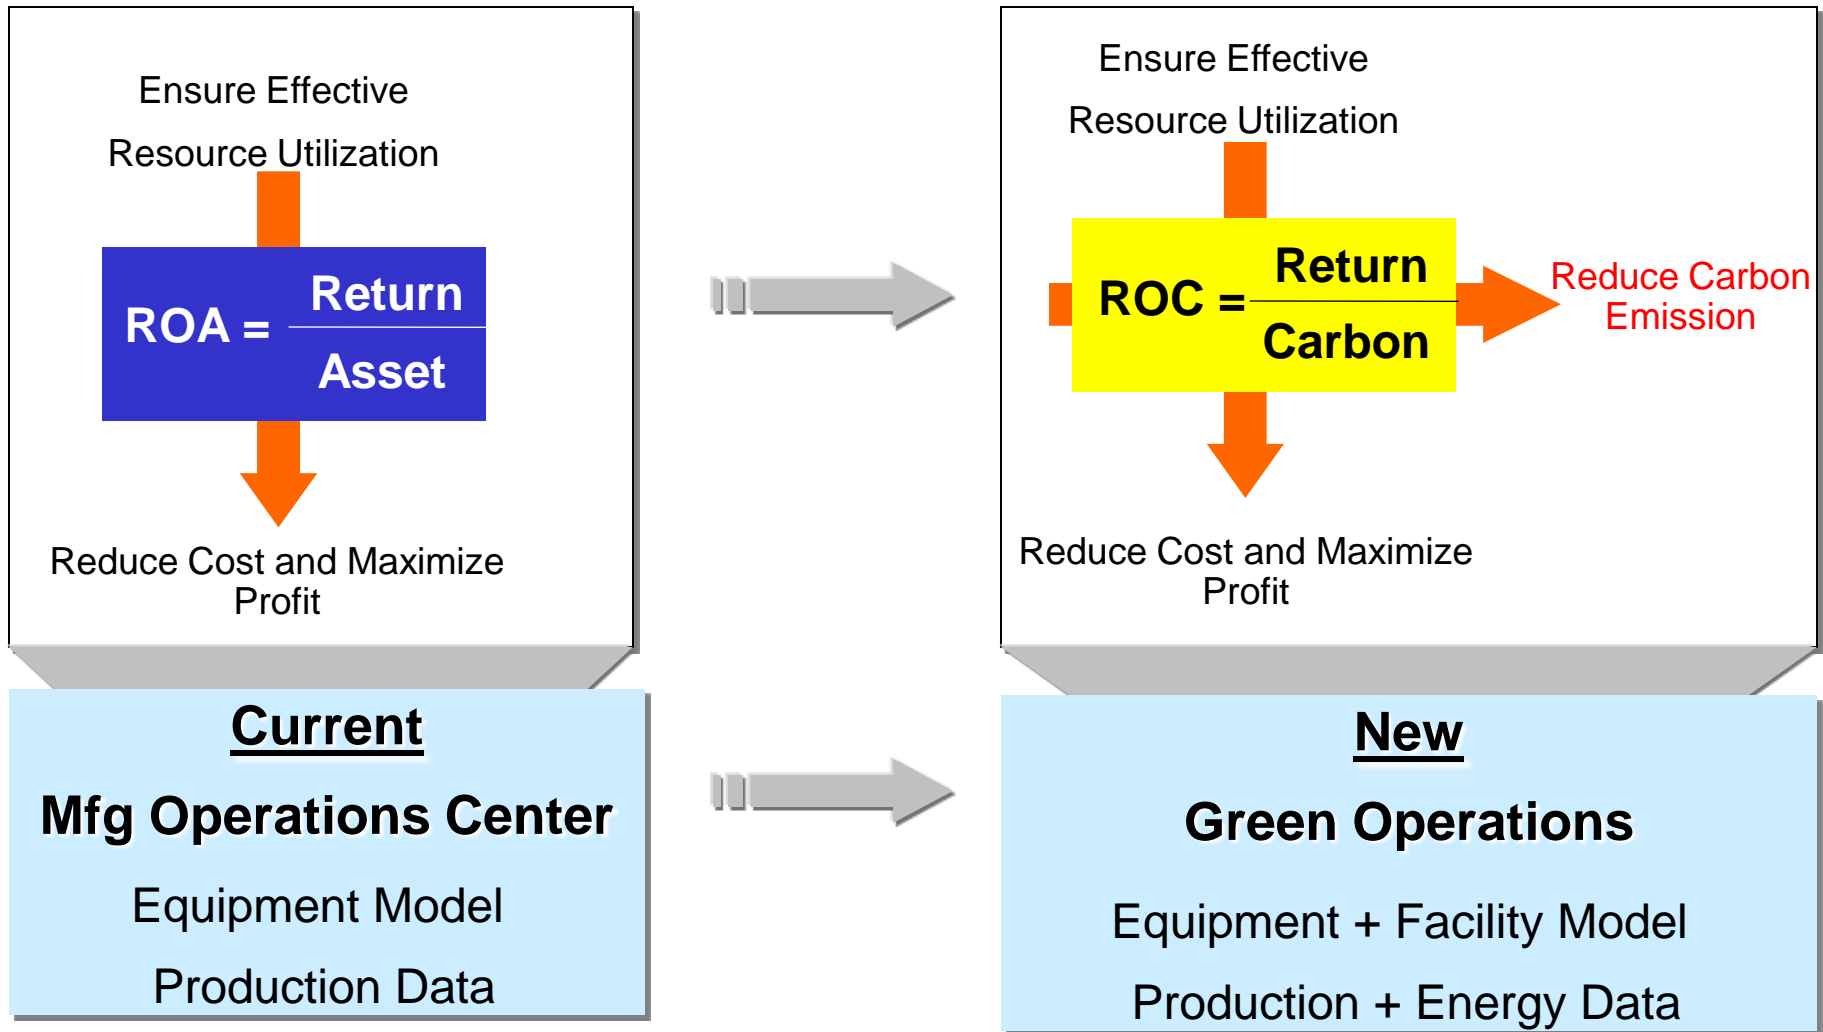 Ensure Effective
Resource Utilization
ROA =
Return
Asset
Reduce Cost and Maximize
Profit
Current
Mfg Operations Center
Equipment Model
Production Data
Ensure Effective
Resource Utilization
ROC =
Return
Carbon
Reduce Carbon
Emission
Reduce Cost and Maximize
Profit
New
Green Operations
Equipment + Facility Model
Production + Energy Data